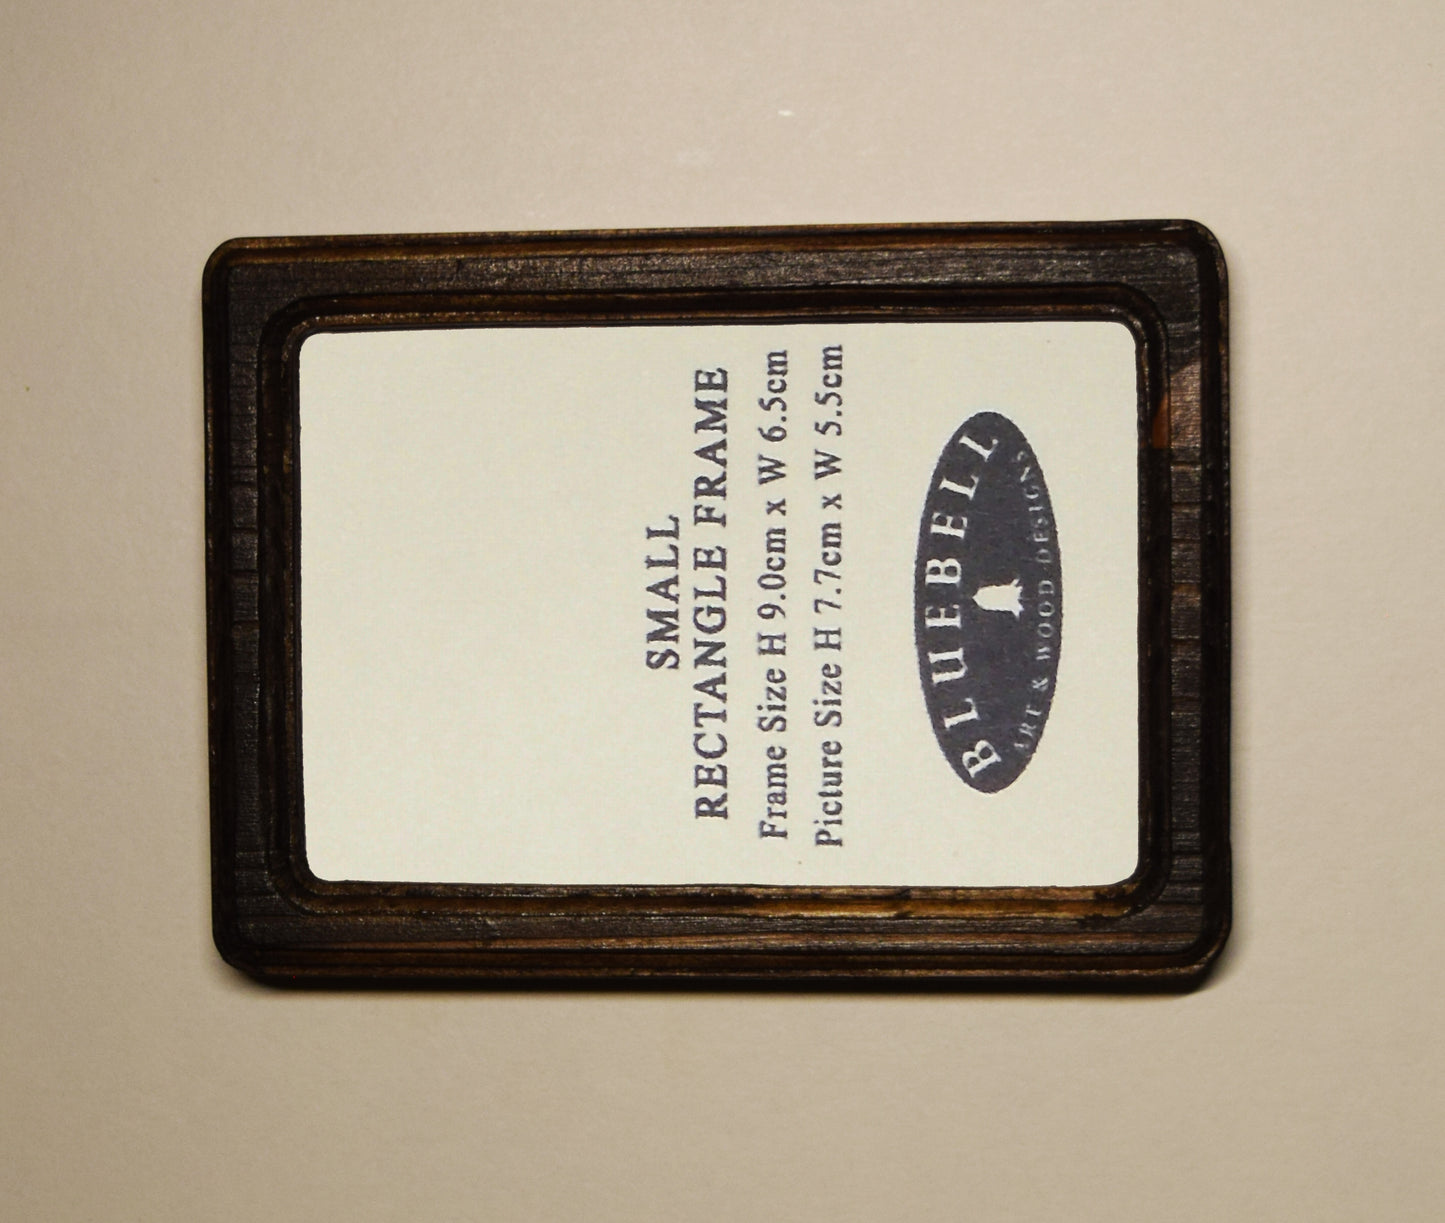 SMALL
RECTANGLE FRAME
Frame Size H 9.0cm x W 6.5cm
Picture Size H 7.7cm x W 5.5cm
BLUEBELL
ART & WOOD DESIGNS